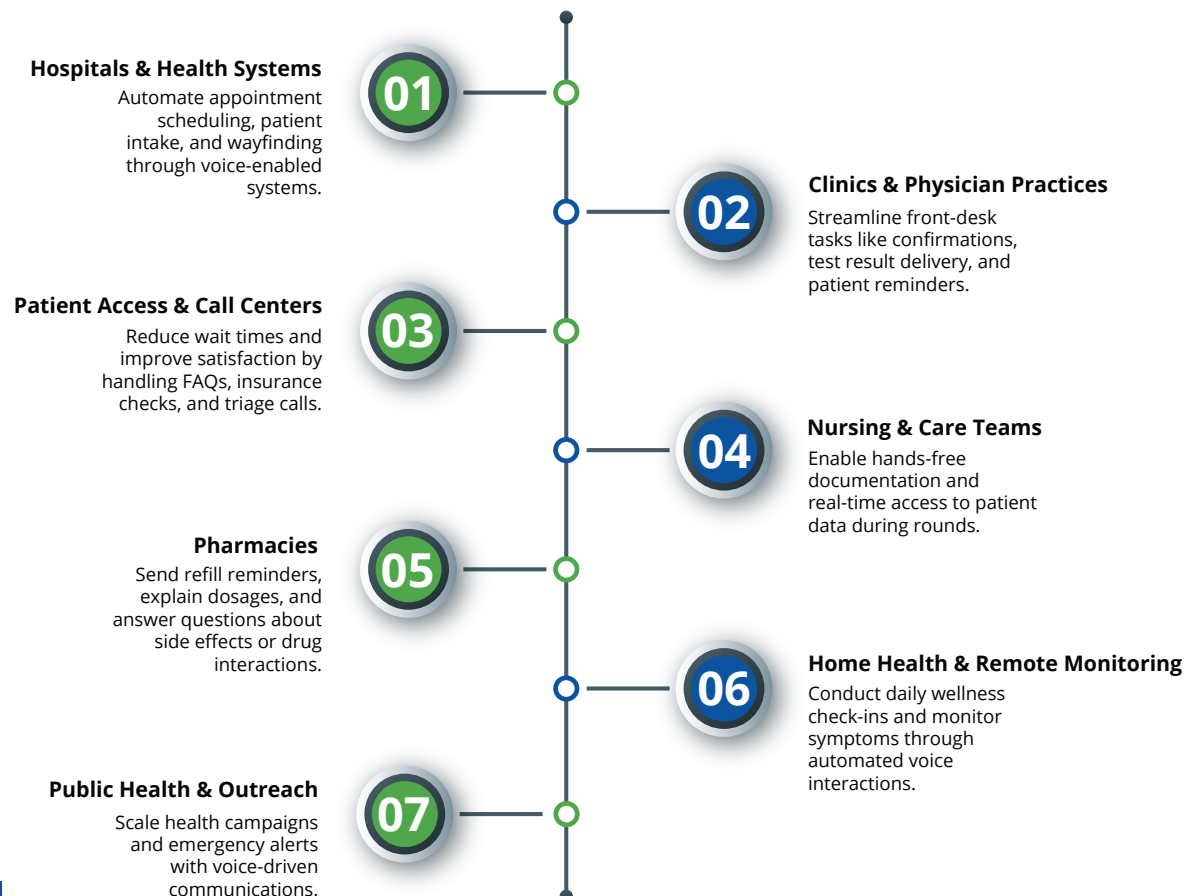 Hospitals & Health Systems
Automate appointment
scheduling, patient
intake, and wayfinding
through voice-enabled
systems.
01
02
Clinics & Physician Practices
Streamline front-desk
tasks like confirmations,
test result delivery, and
patient reminders.
Patient Access & Call Centers
Reduce wait times and
improve satisfaction by
handling FAQs, insurance
checks, and triage calls.
03
04
Nursing & Care Teams
Enable hands-free
documentation and
real-time access to patient
data during rounds.
Pharmacies
Send refill reminders,
explain dosages, and
answer questions about
side effects or drug
interactions.
05
06
Home Health & Remote Monitoring
Conduct daily wellness
check-ins and monitor
symptoms through
automated voice
interactions.
Public Health & Outreach
Scale health campaigns
and emergency alerts
with voice-driven
communications.
07